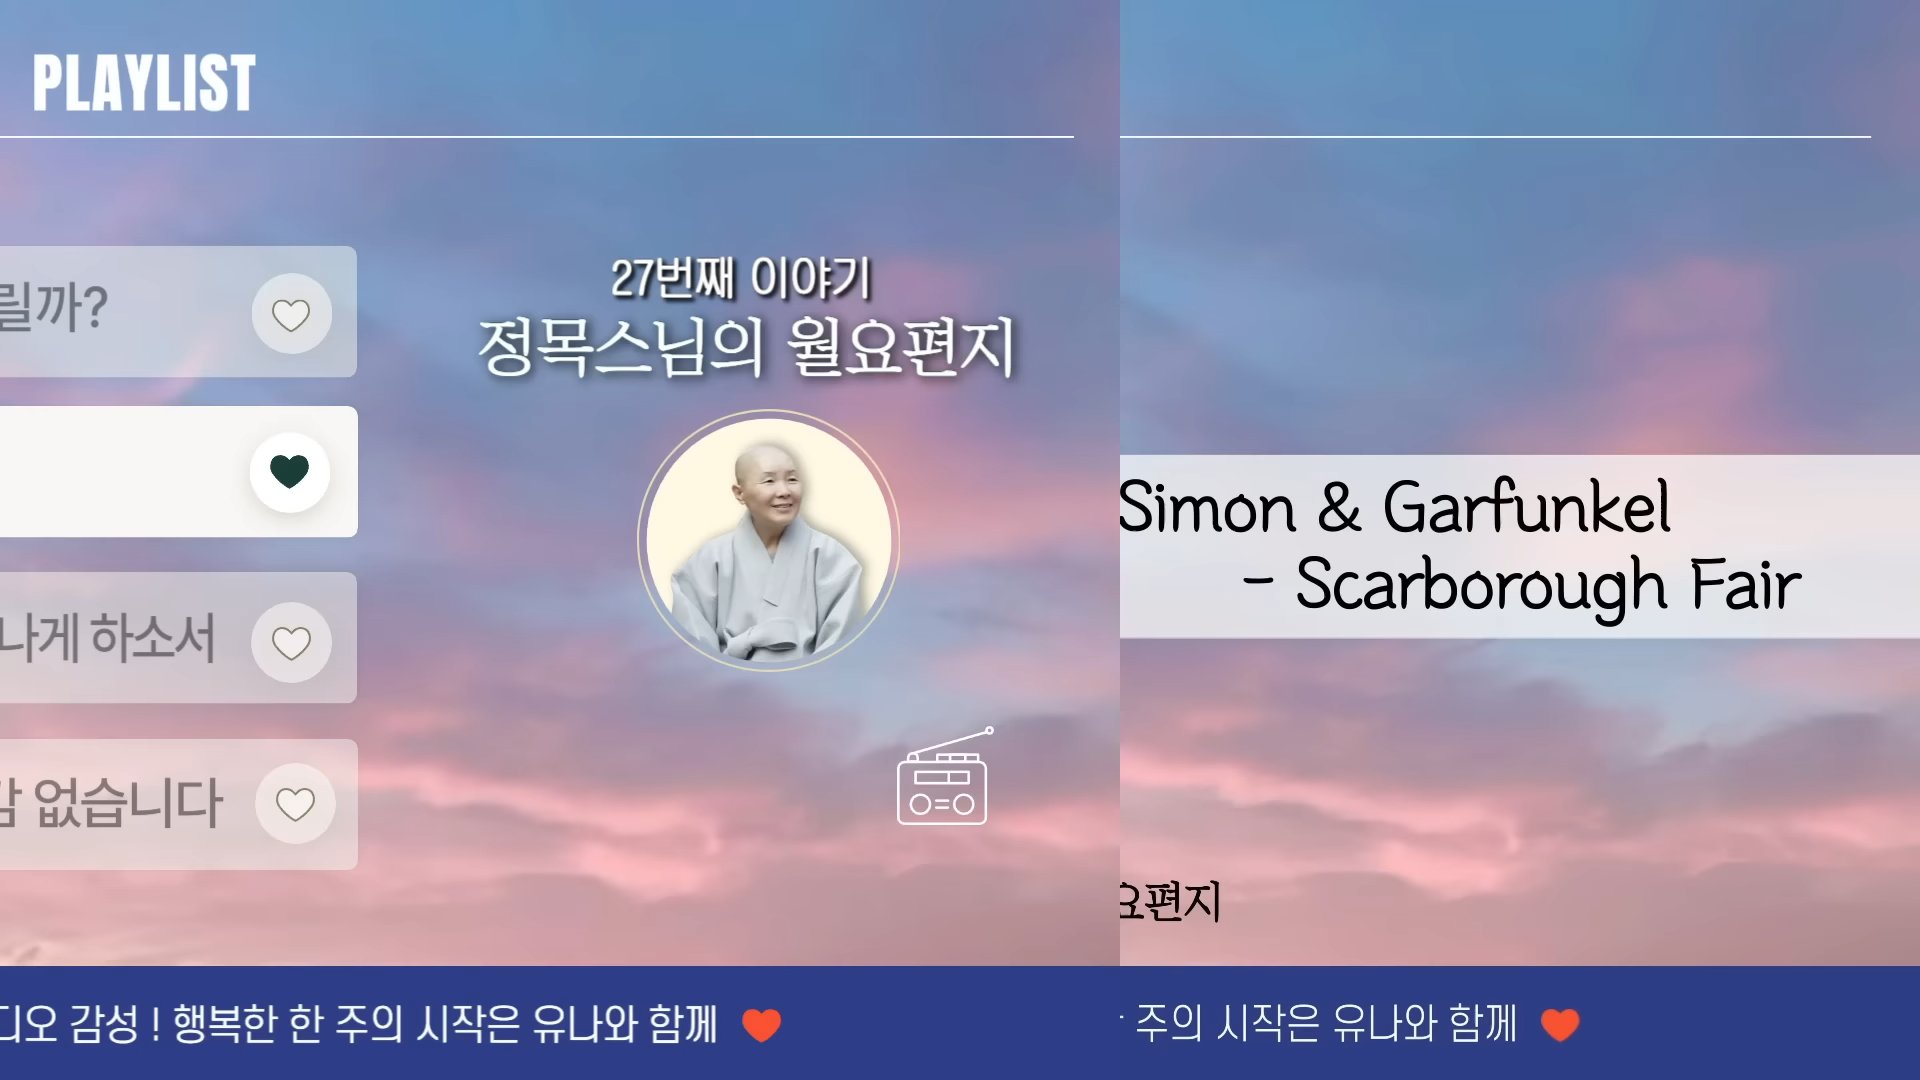 PLAYLIST
릴까?
나게 하소서
감 없습니다
27번째 이야기
정목스님의 월요편지
디오 감성 ! 행복한 한 주의 시작은 유나와 함께
Simon & Garfunkel
- Scarborough Fair
요편지
주의 시작은 유나와 함께